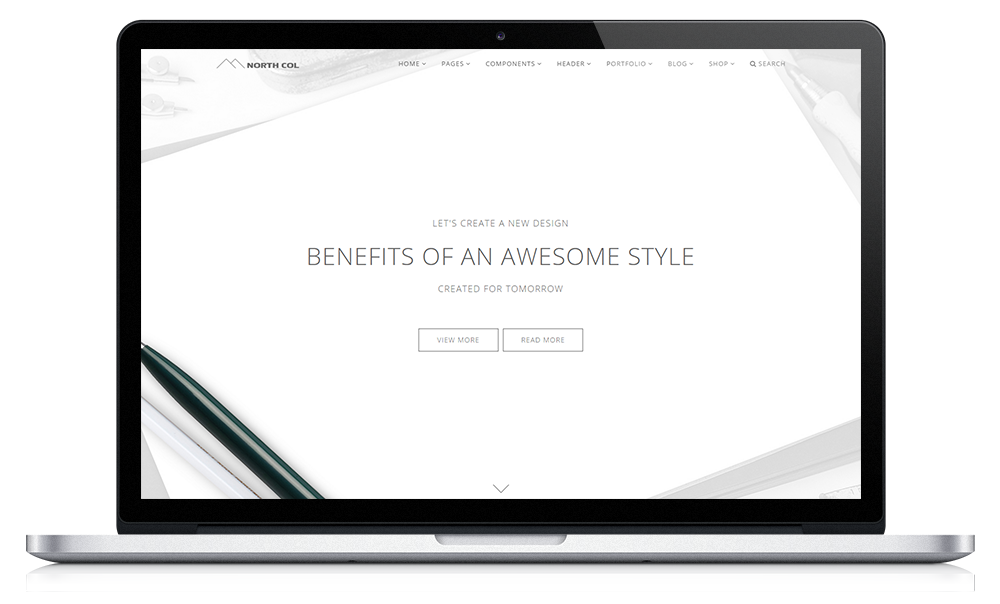 NORTH COL HOME PAGES COMPONENTS HEADER PORTFOLIO BLOG SHOP SEARCH
LET'S CREATE A NEW DESIGN
BENEFITS OF AN AWESOME STYLE
CREATED FOR TOMORROW
VIEW MORE READ MORE